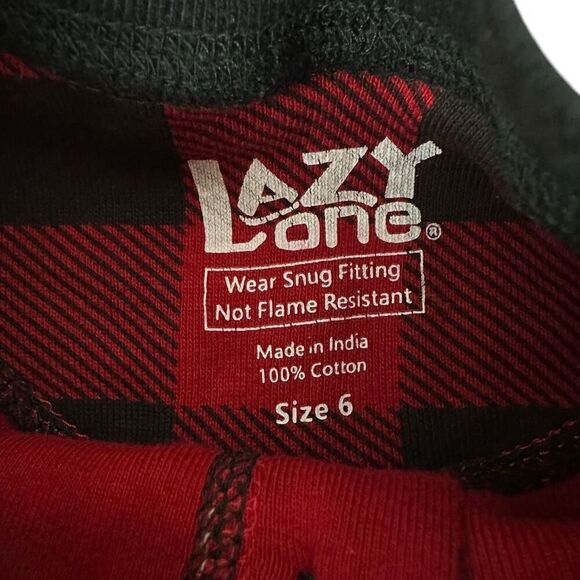 LAZY
one®
Wear Snug Fitting
Not Flame Resistant
Made in India
100% Cotton
Size 6